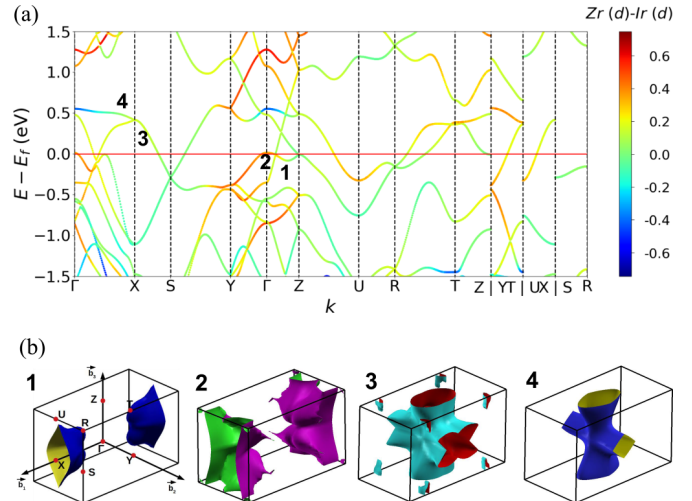 (a)
Zr (d)-Ir (d)
1.5
1.0
0.5
0.0
−0.5
−1.0
−1.5
E − E_f (eV)
4
3
2
1
0.6
0.4
0.2
0.0
−0.2
−0.4
−0.6
Γ X S Y Γ Z U R T Z | YT | UX | S R
k
(b)
1 2 3 4
b₃
Z
U
R
T
Γ
X
S
Y
b₁
b₂